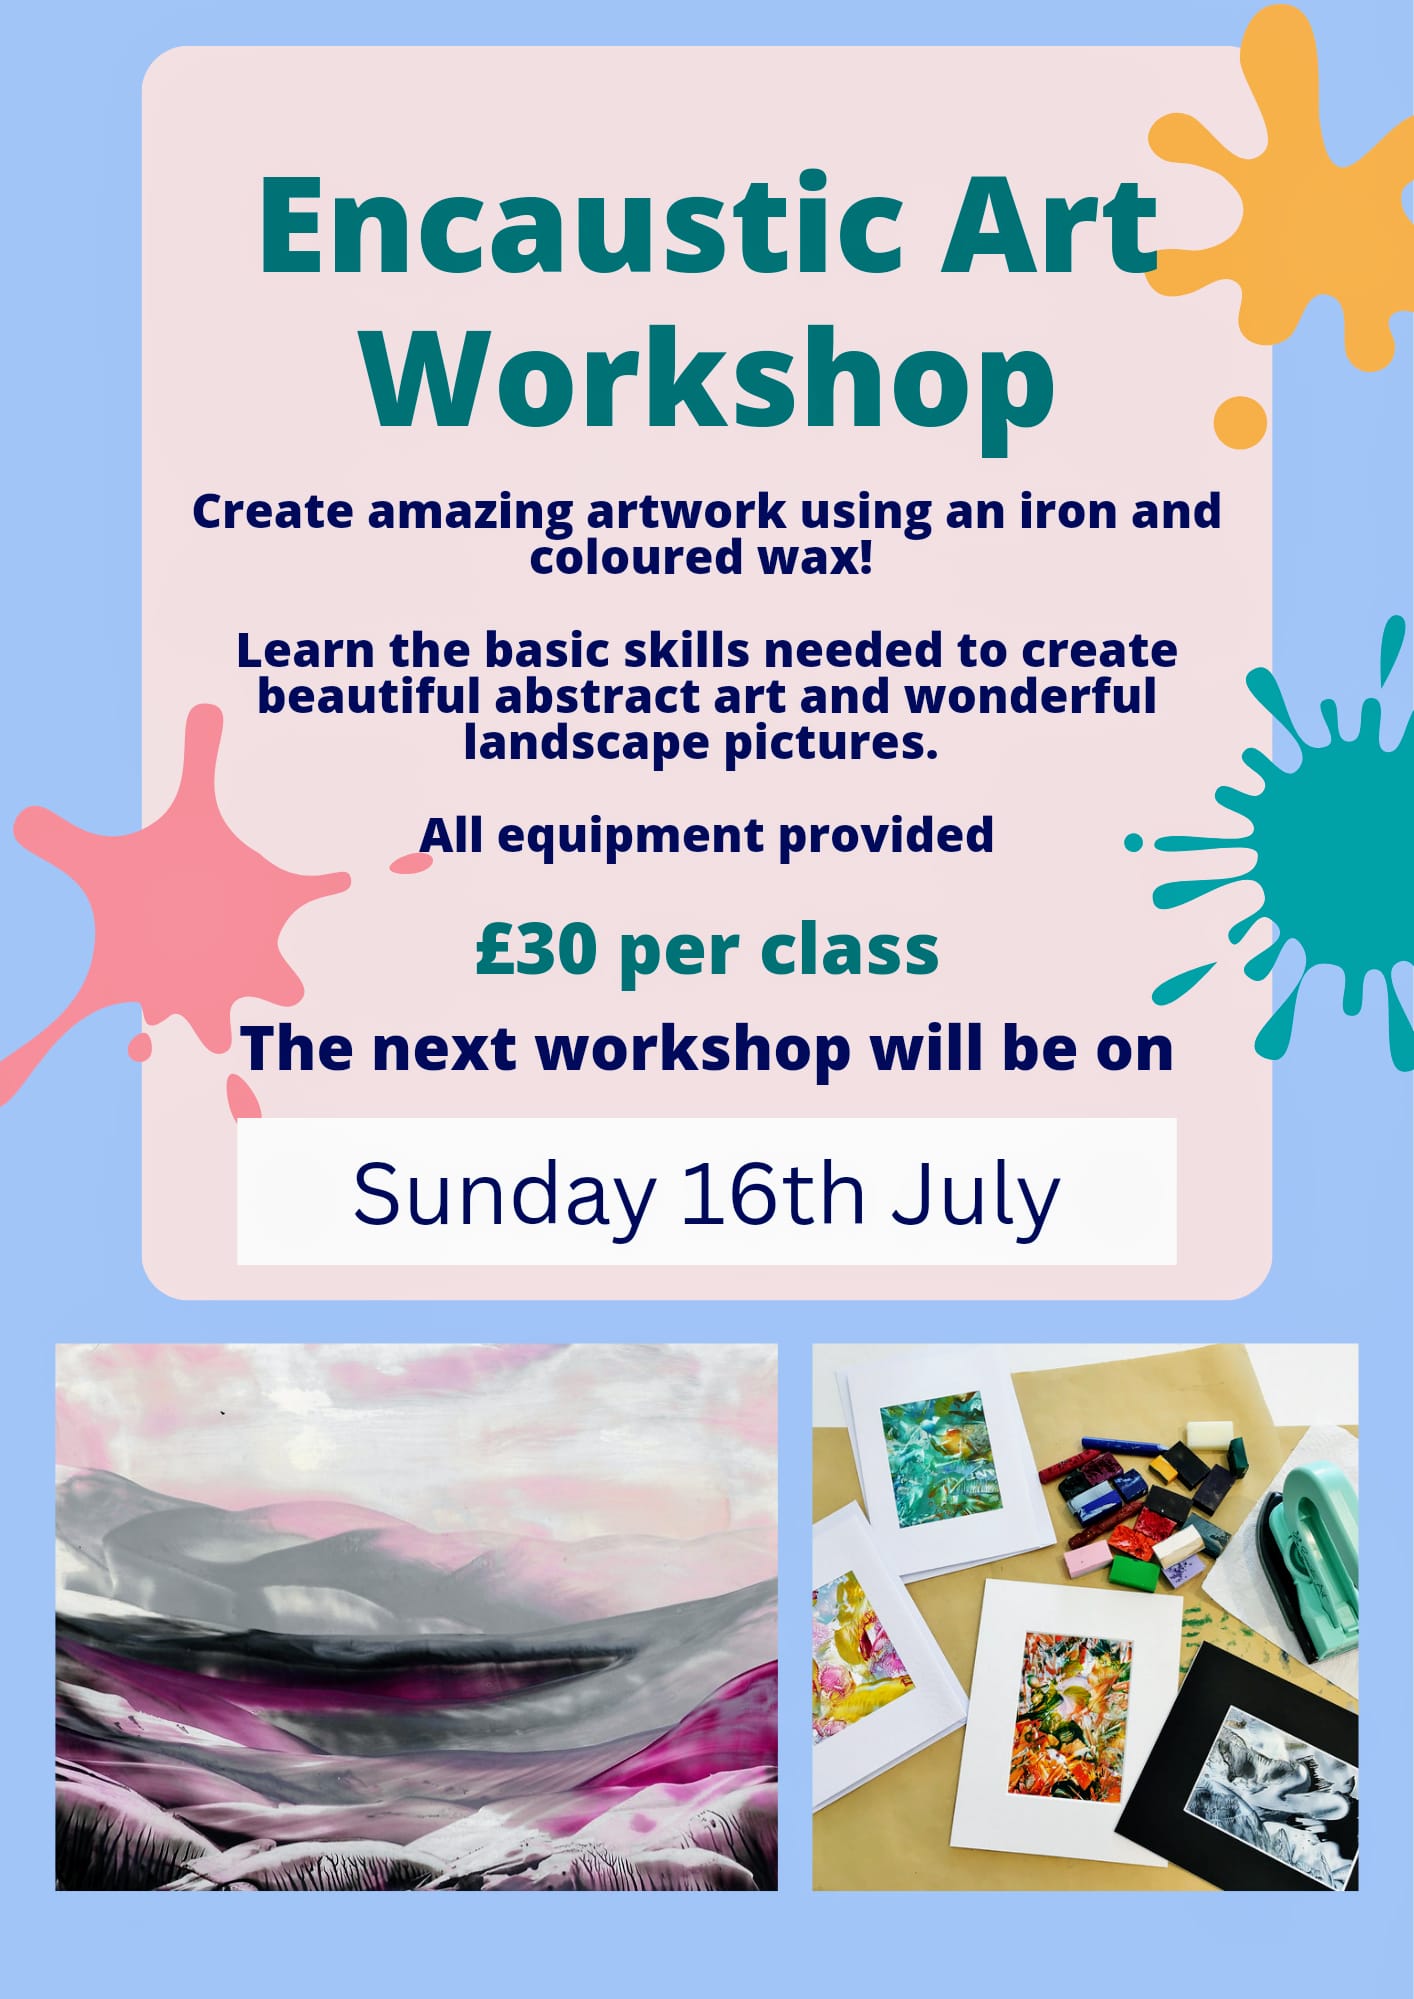 Encaustic Art
Workshop
Create amazing artwork using an iron and
coloured wax!
Learn the basic skills needed to create
beautiful abstract art and wonderful
landscape pictures.
All equipment provided
£30 per class
The next workshop will be on
Sunday 16th July